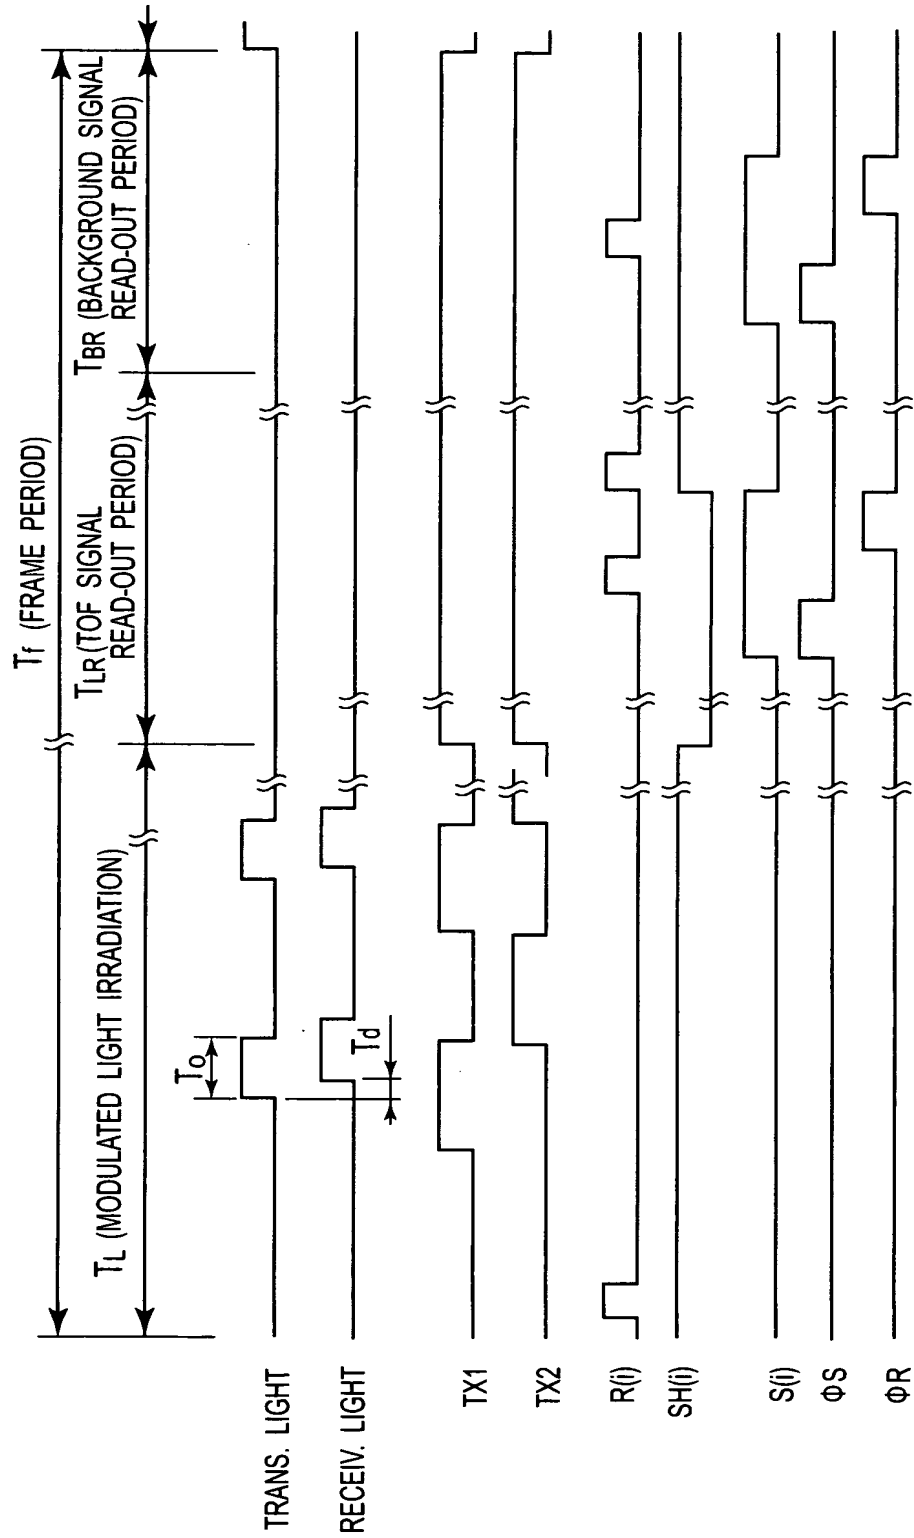 Tf (FRAME PERIOD)
TL (MODULATED LIGHT IRRADIATION)
TLR (TOF SIGNAL
READ-OUT PERIOD)
TBR (BACKGROUND SIGNAL
READ-OUT PERIOD)
To
TRANS. LIGHT
RECEIV. LIGHT
Td
TX1
TX2
R(i)
SH(i)
S(i)
ΦS
ΦR